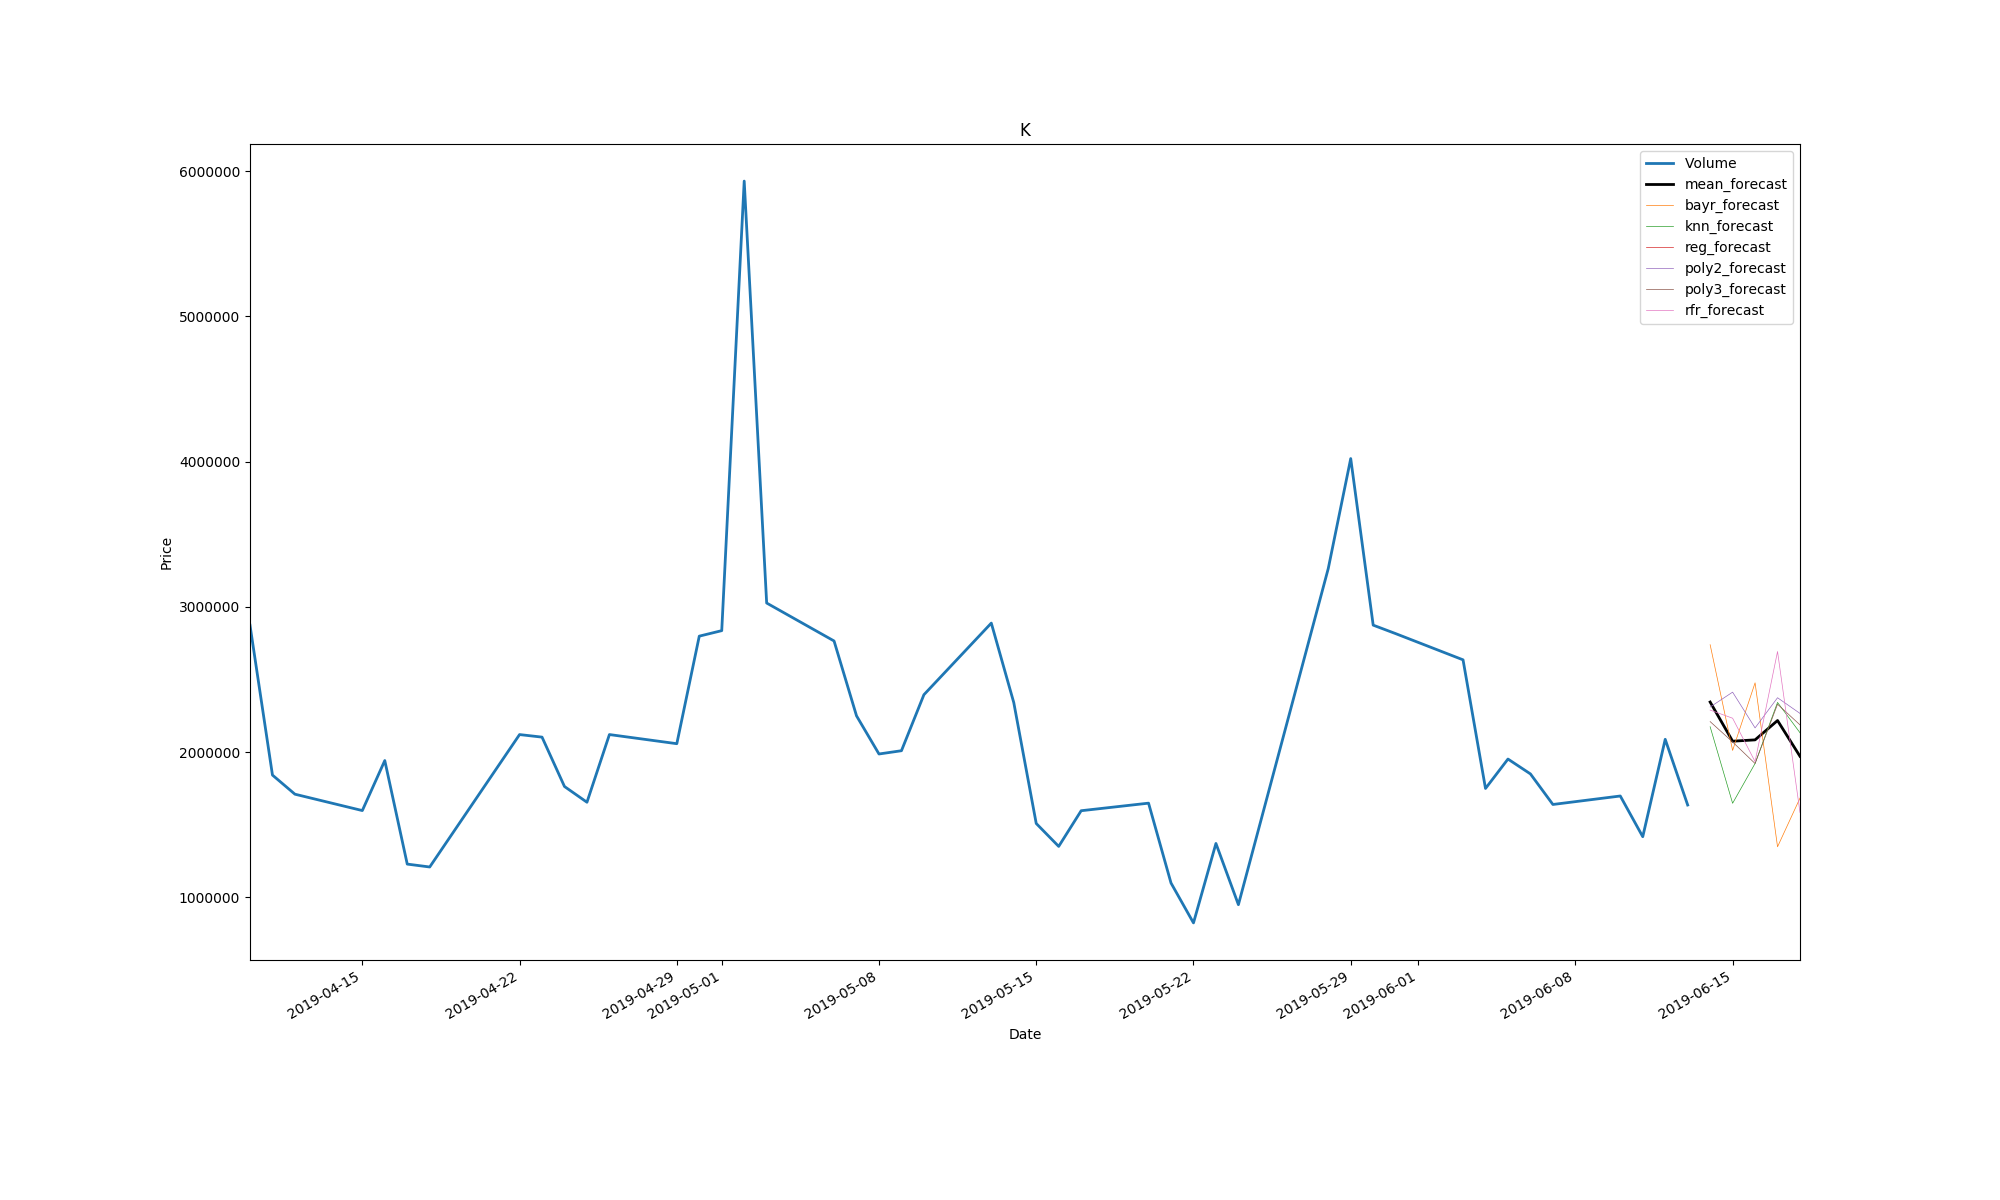 K
6000000
5000000
4000000
3000000
2000000
1000000
Price
Volume
mean_forecast
bayr_forecast
knn_forecast
reg_forecast
poly2_forecast
poly3_forecast
rfr_forecast
2019-04-15
2019-04-22
2019-04-29
2019-05-01
2019-05-08
2019-05-15
2019-05-22
2019-05-29
2019-06-01
2019-06-08
2019-06-15
Date